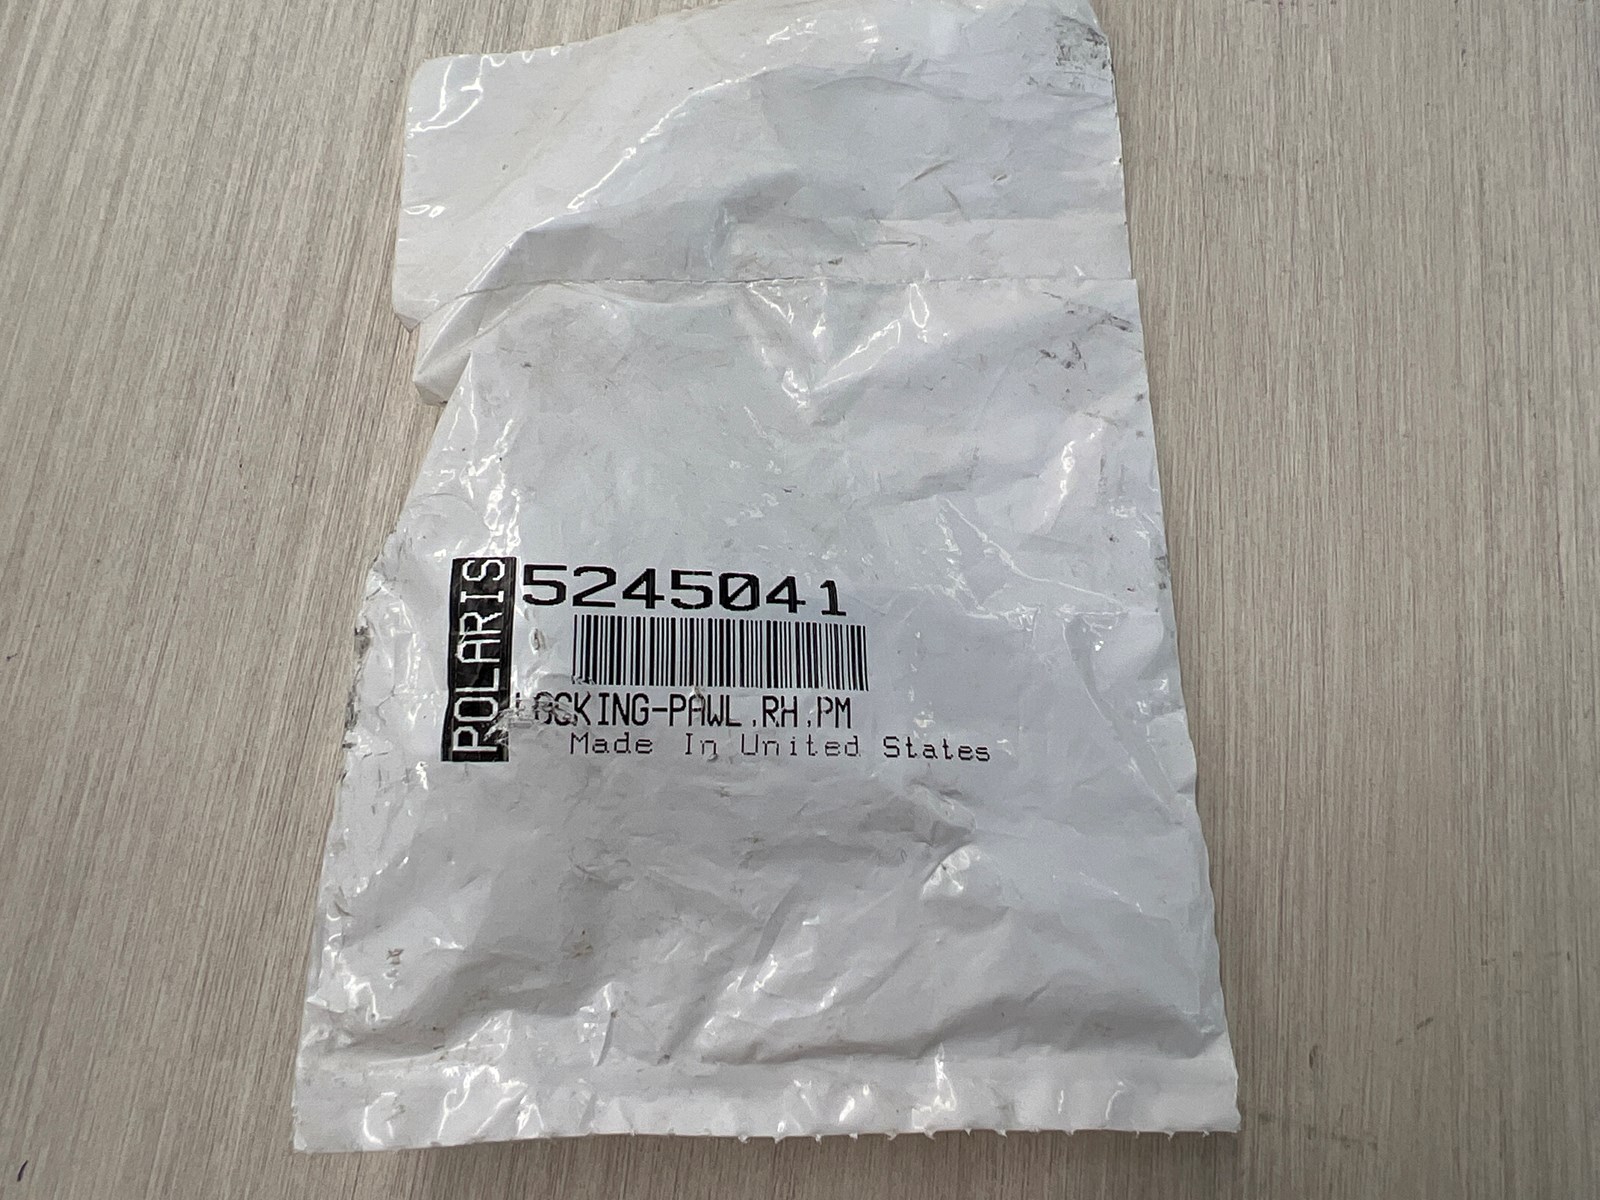 POLARIS
5245041
LOCKING-PAWL,RH,PM
Made In United States